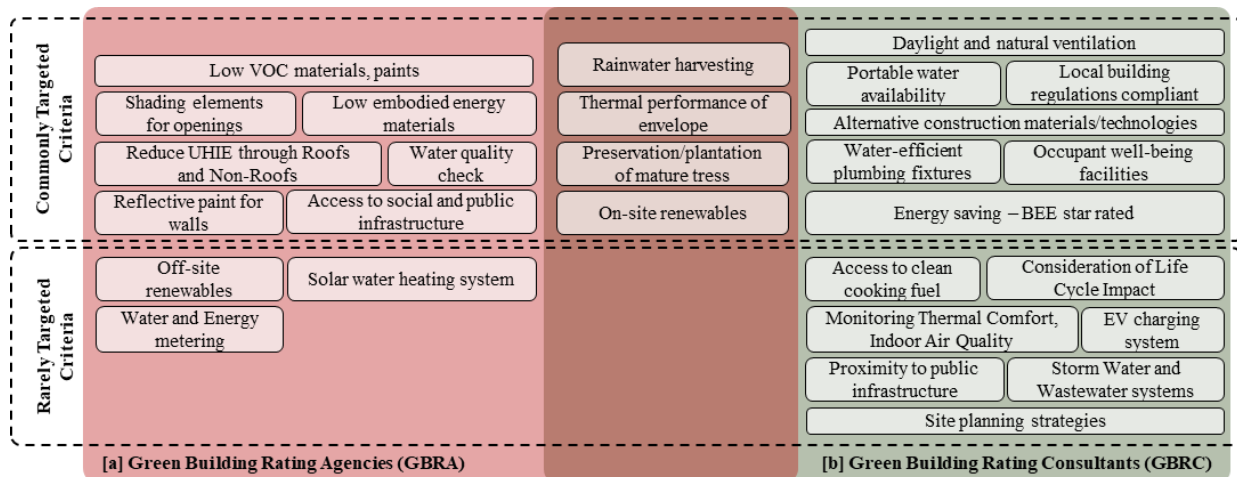 Commonly Targeted
Criteria
Low VOC materials, paints
Shading elements
for openings
Low embodied energy
materials
Reduce UHIE through Roofs
and Non-Roofs
Water quality
check
Reflective paint for
walls
Access to social and public
infrastructure
Rainwater harvesting
Thermal performance of
envelope
Preservation/plantation
of mature tress
On-site renewables
Daylight and natural ventilation
Portable water
availability
Local building
regulations compliant
Alternative construction materials/technologies
Water-efficient
plumbing fixtures
Occupant well-being
facilities
Energy saving – BEE star rated
Rarely Targeted
Criteria
Off-site
renewables
Solar water heating system
Water and Energy
metering
Access to clean
cooking fuel
Consideration of Life
Cycle Impact
Monitoring Thermal Comfort,
Indoor Air Quality
EV charging
system
Proximity to public
infrastructure
Storm Water and
Wastewater systems
Site planning strategies
[a] Green Building Rating Agencies (GBRA)
[b] Green Building Rating Consultants (GBRC)